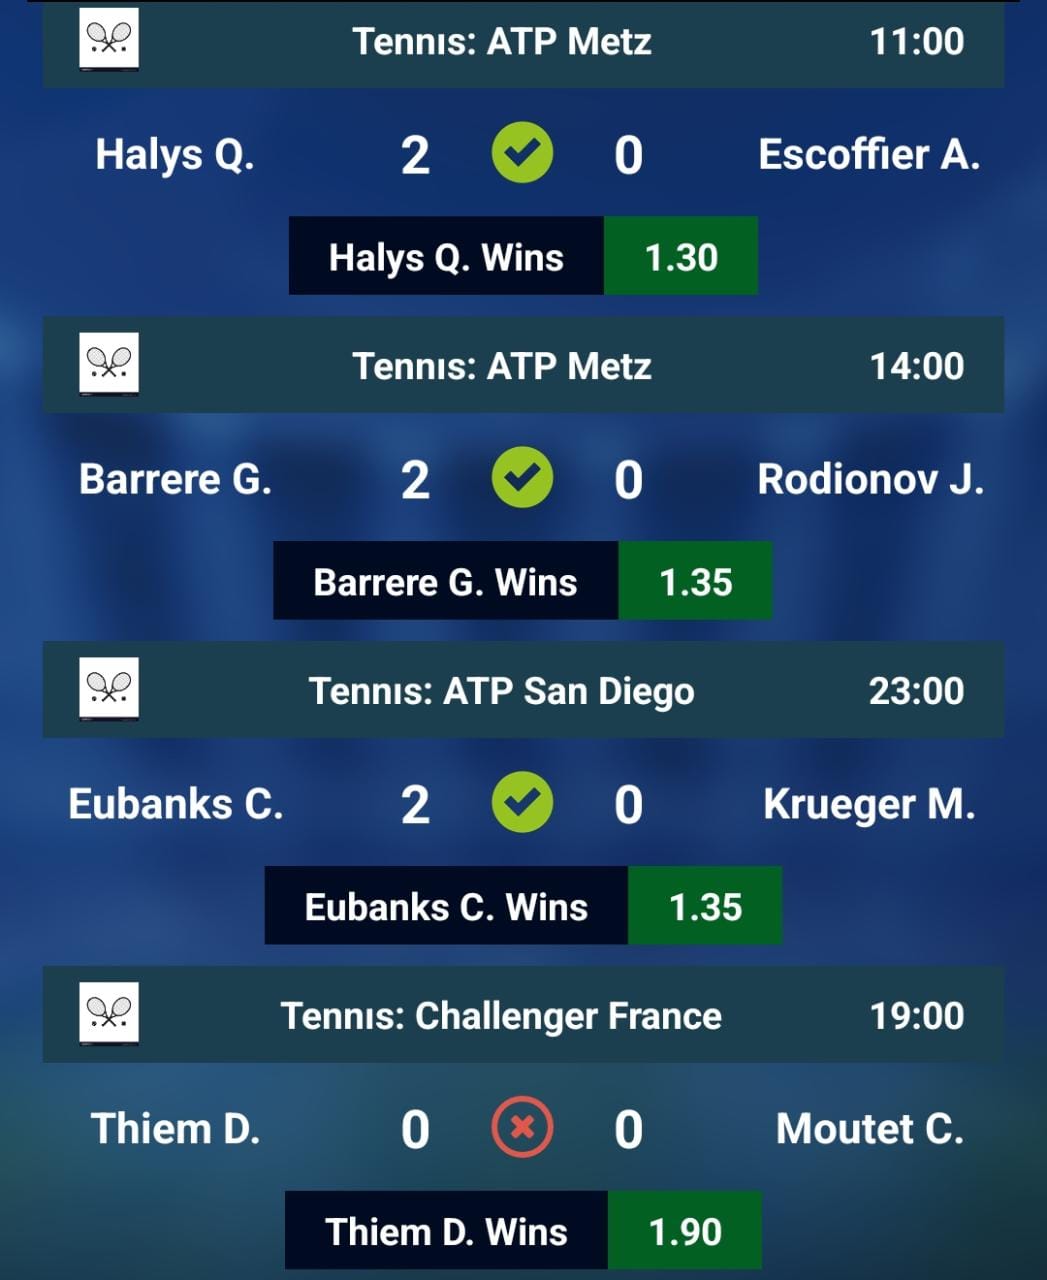 Tennıs: ATP Metz 11:00
Halys Q. 2 0 Escoffıer A.
Halys Q. Wins 1.30
Tennıs: ATP Metz 14:00
Barrere G. 2 0 Rodionov J.
Barrere G. Wins 1.35
Tennıs: ATP San Diego 23:00
Eubanks C. 2 0 Krueger M.
Eubanks C. Wins 1.35
Tennıs: Challenger France 19:00
Thiem D. 0 0 Moutet C.
Thiem D. Wins 1.90